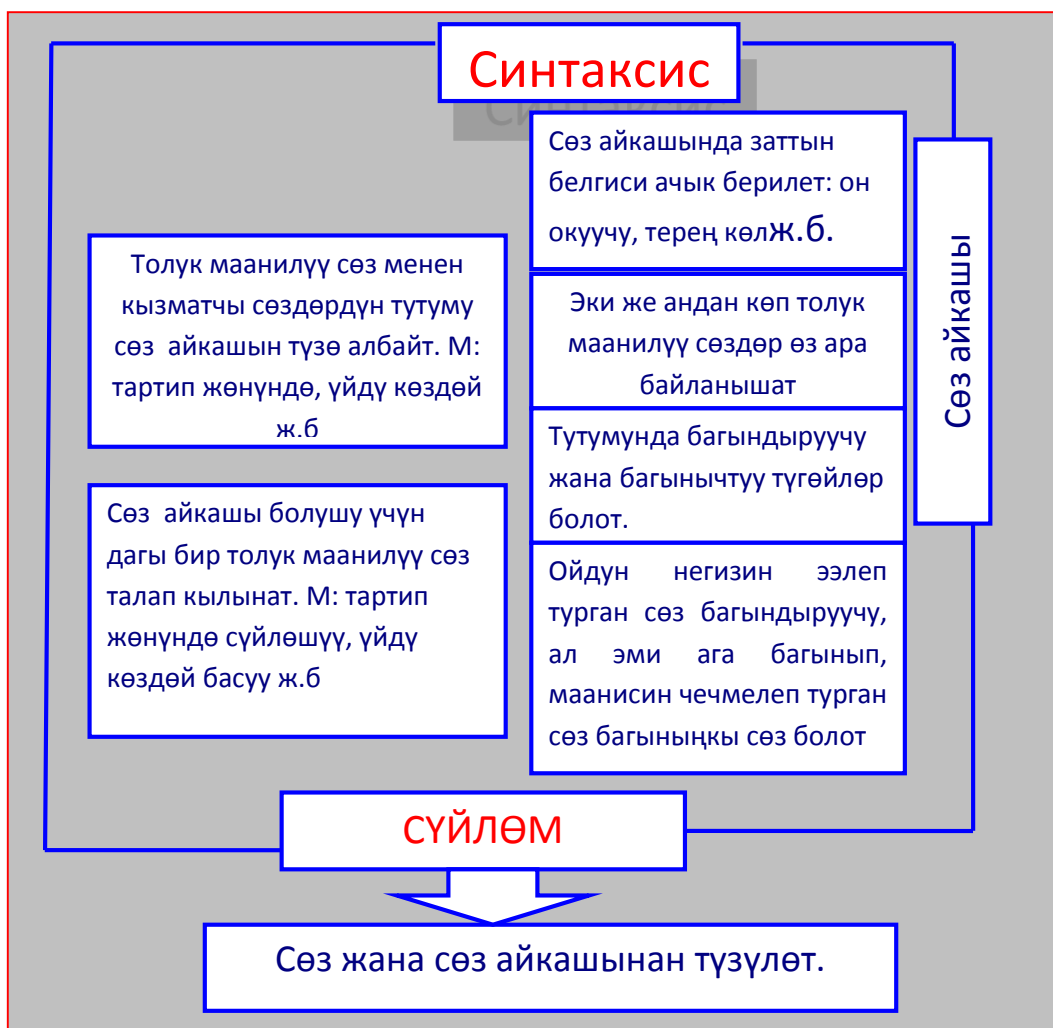 Синтаксис
Сөз айкашында заттын
белгиси ачык берилет: он
окуучу, терең көлж.б.
Сөз айкашы
Толук маанилүү сөз менен
кызматчы сөздөрдүн тутуму
сөз айкашын түзө албайт. М:
тартип жөнүндө, үйдү көздөй
ж.б
Эки же андан көп толук
маанилүү сөздөр өз ара
байланышат
Тутумунда багындыруучу
жана багынычтуу түгөйлөр
болот.
Сөз айкашы болушу үчүн
дагы бир толук маанилүү сөз
талап кылынат. М: тартип
жөнүндө сүйлөшүү, үйдү
көздөй басуу ж.б
Ойдун негизин ээлеп
турган сөз багындыруучу,
ал эми ага багынып,
маанисин чечмелеп турган
сөз багыныңкы сөз болот
СҮЙЛӨМ
Сөз жана сөз айкашынан түзүлөт.